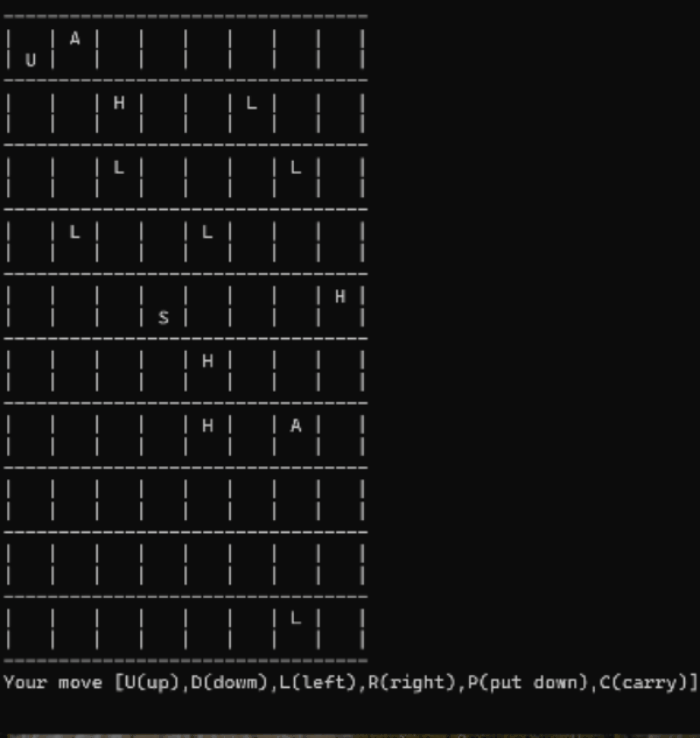 A
U
H L
L L
L L
H
S
H
H A
L
Your move [U(up),D(dowm),L(left),R(right),P(put down),C(carry)]